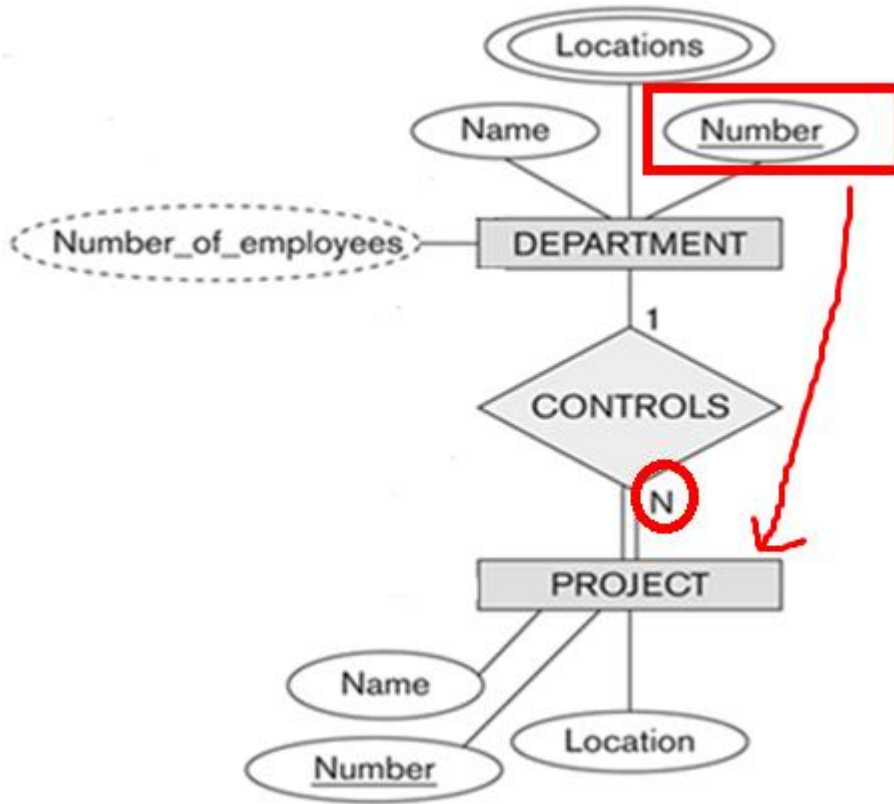 Locations
Name
Number
Number_of_employees
DEPARTMENT
1
CONTROLS
N
PROJECT
Name
Location
Number